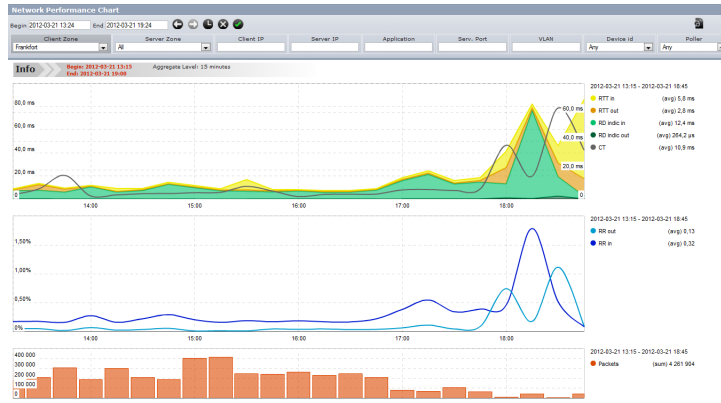 Network Performance Chart
Begin 2012-03-21 13:24 End 2012-03-21 19:24
Client Zone Server Zone Client IP Server IP Application Serv. Port VLAN Device id Poller
Frankfort All Any Any
Info Begin: 2012-03-21 13:15 Aggregate Level: 15 minutes
End: 2012-03-21 19:00
2012-03-21 13:15 - 2012-03-21 18:45
80,0 ms
60,0 ms
40,0 ms
20,0 ms
0
60,0 ms
40,0 ms
20,0 ms
0
RTT in (avg) 5,8 ms
RTT out (avg) 2,8 ms
RD indic in (avg) 12,4 ms
RD indic out (avg) 264,2 µs
CT (avg) 10,9 ms
14:00 15:00 16:00 17:00 18:00
2012-03-21 13:15 - 2012-03-21 18:45
RR out (avg) 0,13
RR in (avg) 0,32
1,50%
1,00%
0,50%
0%
14:00 15:00 16:00 17:00 18:00
2012-03-21 13:15 - 2012-03-21 18:45
Packets (sum) 4 261 904
400 000
300 000
200 000
100 000
0